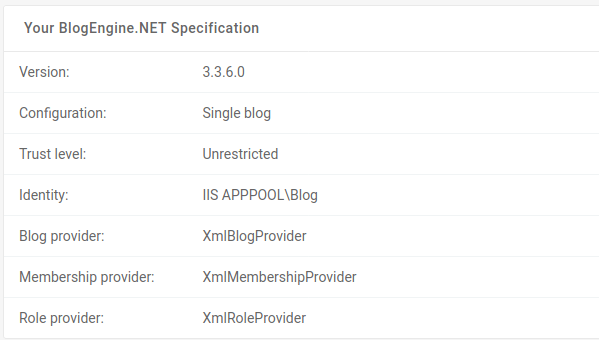 Your BlogEngine.NET Specification
Version: 3.3.6.0
Configuration: Single blog
Trust level: Unrestricted
Identity: IIS APPPOOL\Blog
Blog provider: XmlBlogProvider
Membership provider: XmlMembershipProvider
Role provider: XmlRoleProvider